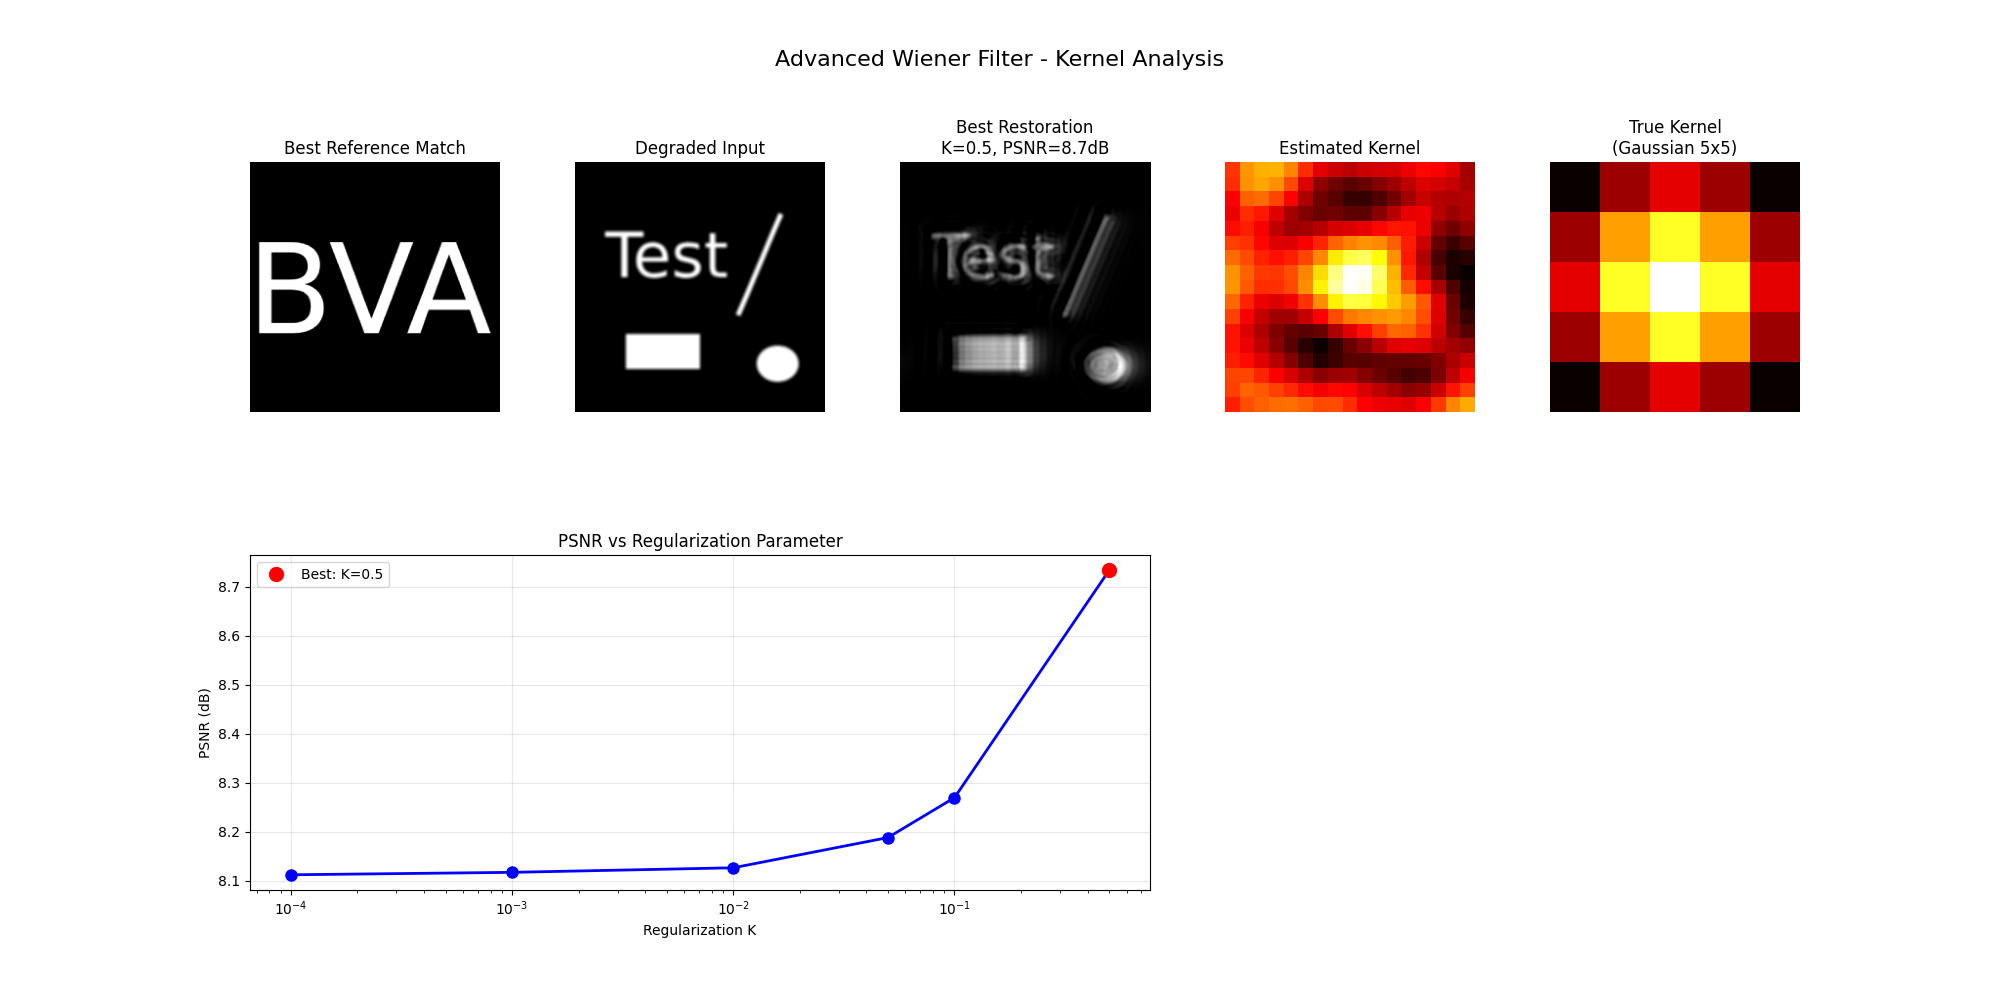 Advanced Wiener Filter - Kernel Analysis
Best Reference Match
Degraded Input
Best Restoration
K=0.5, PSNR=8.7dB
Estimated Kernel
True Kernel
(Gaussian 5x5)
BVA
Test
Test
PSNR vs Regularization Parameter
Best: K=0.5
PSNR (dB)
8.7
8.6
8.5
8.4
8.3
8.2
8.1
10⁻⁴
10⁻³
10⁻²
10⁻¹
Regularization K